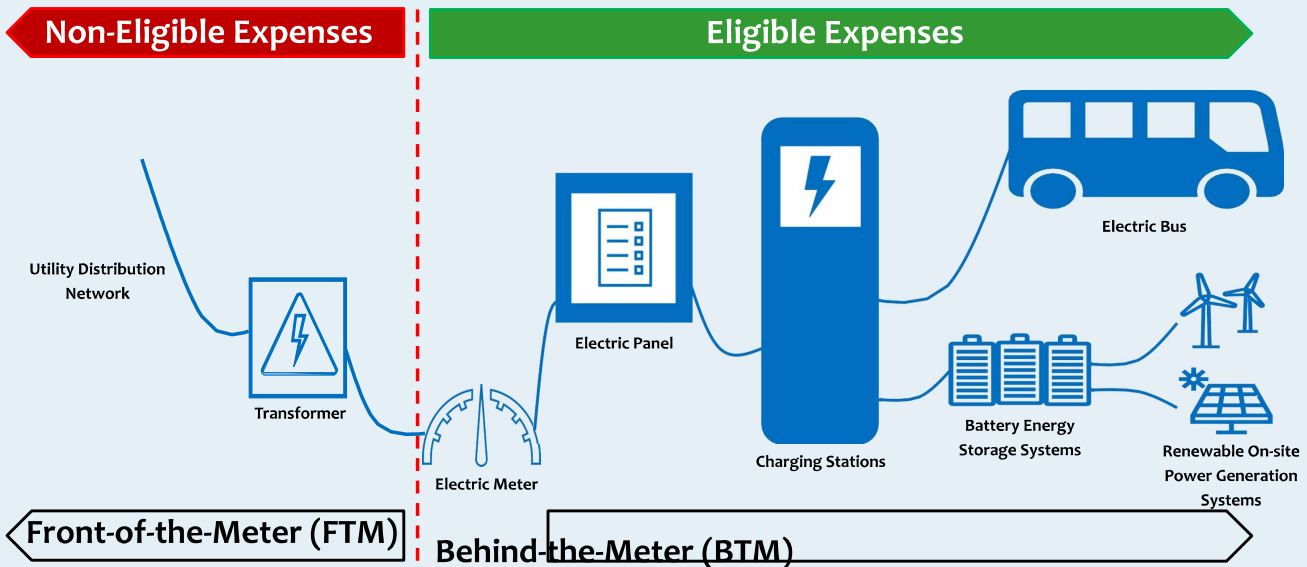 Non-Eligible Expenses
Eligible Expenses
Electric Bus
Utility Distribution
Network
Electric Panel
Transformer
Battery Energy
Storage Systems
Charging Stations
Renewable On-site
Power Generation
Systems
Electric Meter
Front-of-the-Meter (FTM)
Behind-the-Meter (BTM)